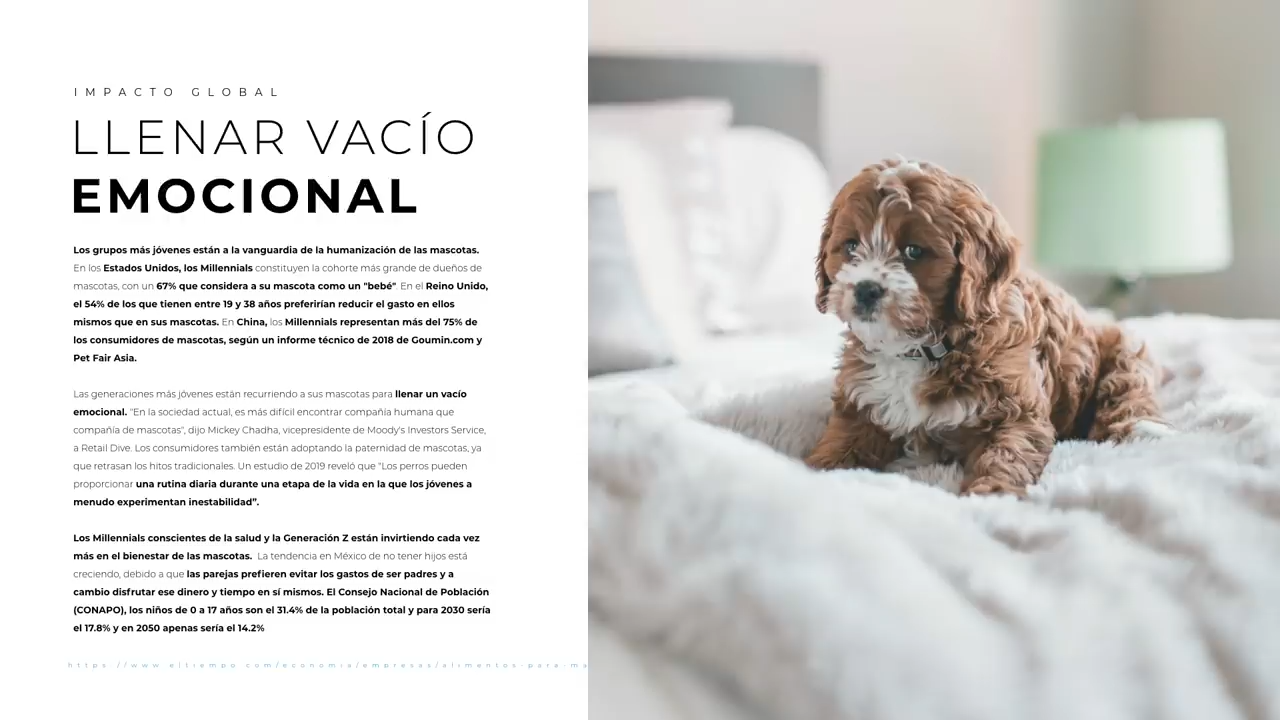 IMPACTO GLOBAL
LLENAR VACÍO
EMOCIONAL
Los grupos más jóvenes están a la vanguardia de la humanización de las mascotas.
En los Estados Unidos, los Millennials constituyen la cohorte más grande de dueños de
mascotas, con un 67% que considera a su mascota como un "bebé" En el Reino Unido,
el 54% de los que tienen entre 19 y 38 años preferirían reducir el gasto en ellos
mismos que en sus mascotas. En China, los Millennials representan más del 75% de
los consumidores de mascotas, según un informe técnico de 2018 de Goumin.com y
Pet Fair Asia.
Las generaciones más jóvenes están recurriendo a sus mascotas para llenar un vacío
emocional. "En la sociedad actual, es más difícil encontrar compañía humana que
compañía de mascotas", dijo Mickey Chadha, vicepresidente de Moody's Investors Service,
a Retail Dive. Los consumidores también están adoptando la paternidad de mascotas, ya
que retrasan los hitos tradicionales. Un estudio de 2019 reveló que "Los perros pueden
proporcionar una rutina diaria durante una etapa de la vida en la que los jóvenes a
menudo experimentan inestabilidad".
Los Millennials conscientes de la salud y la Generación Z están invirtiendo cada vez
más en el bienestar de las mascotas. La tendencia en México de no tener hijos está
creciendo, debido a que las parejas prefieren evitar los gastos de ser padres y a
cambio disfrutar ese dinero y tiempo en sí mismos. El Consejo Nacional de Población
(CONAPO), los niños de 0 a 17 años son el 31.4% de la población total y para 2030 sería
el 17.8% y en 2050 apenas sería el 14.2%
https://www.eltiempo.com/economia/empresas/alimentos-para-ma